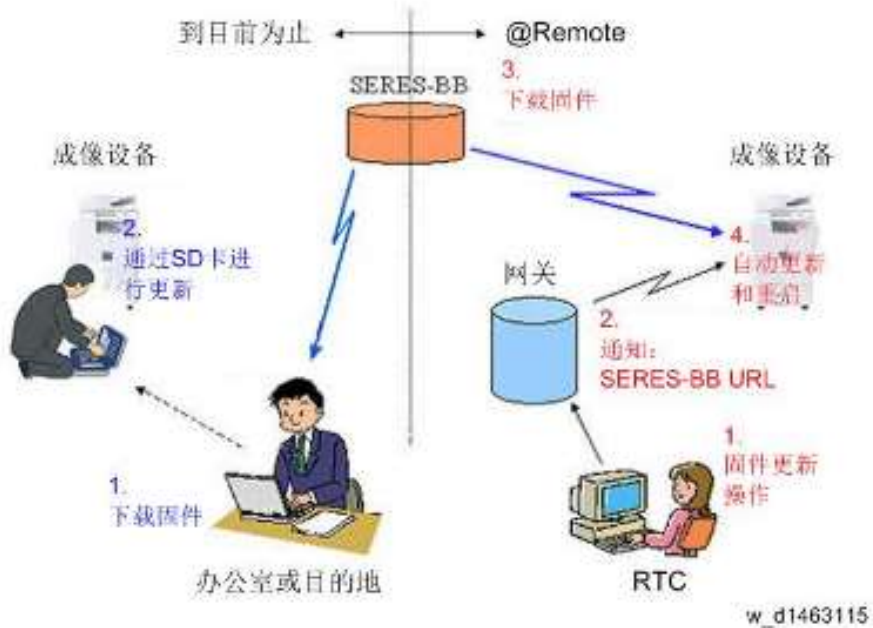 到目前为止
@Remote
SERES-BB
3.
下载固件
成像设备
成像设备
2.
通过SD卡进
行更新
4.
自动更新
和重启
网关
2.
通知:
SERES-BB URL
1.
下载固件
1.
固件更新
操作
办公室或目的地
RTC
w_d1463115